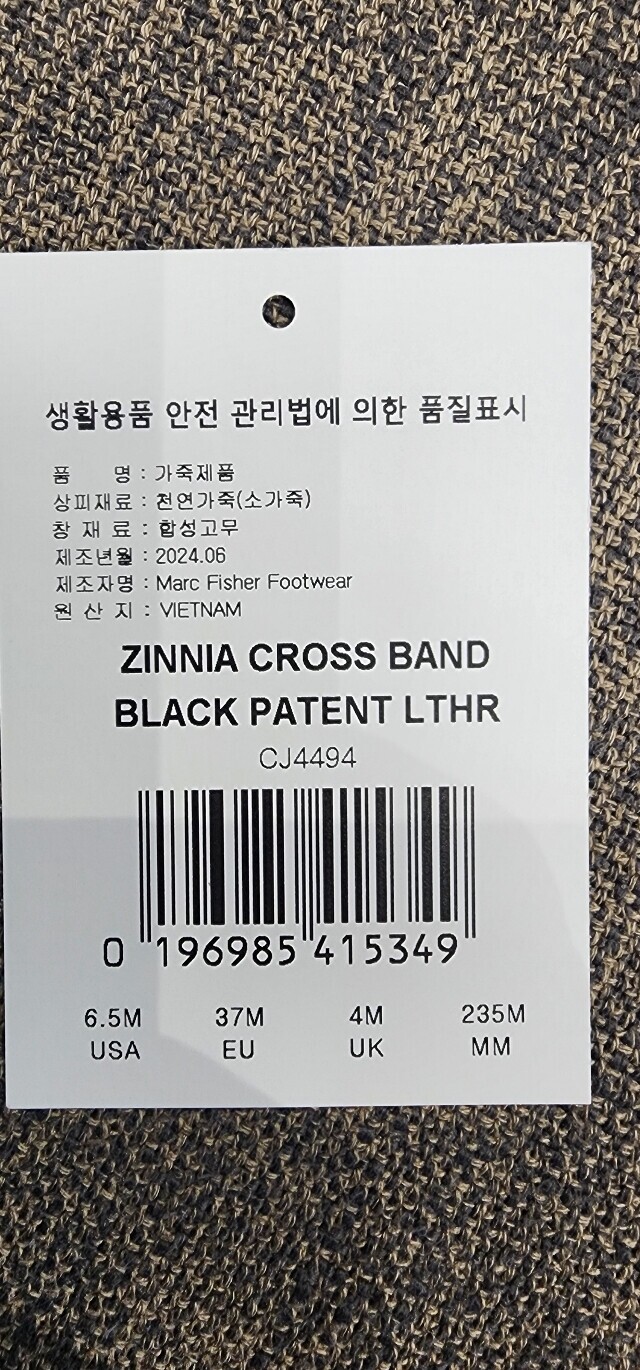 생활용품 안전 관리법에 의한 품질표시
품 명 : 가죽제품
상피재료 : 천연가죽(소가죽)
창 재 료 : 합성고무
제조년월 : 2024.06
제조자명 : Marc Fisher Footwear
원 산 지 : VIETNAM
ZINNIA CROSS BAND
BLACK PATENT LTHR
CJ4494
0 196985 415349
6.5M 37M 4M 235M
USA EU UK MM